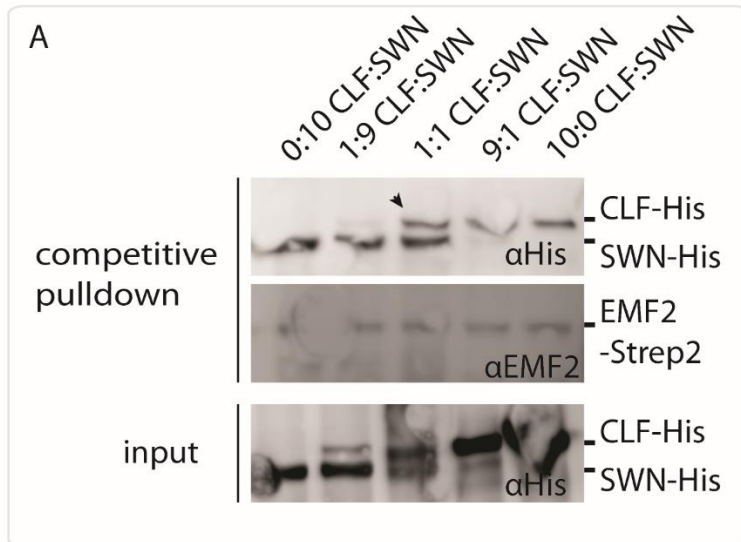 A
0:10 CLF:SWN
1:9 CLF:SWN
1:1 CLF:SWN
9:1 CLF:SWN
10:0 CLF:SWN
competitive
pulldown
CLF-His
SWN-His
αHis
EMF2
-Strep2
αEMF2
input
CLF-His
SWN-His
αHis